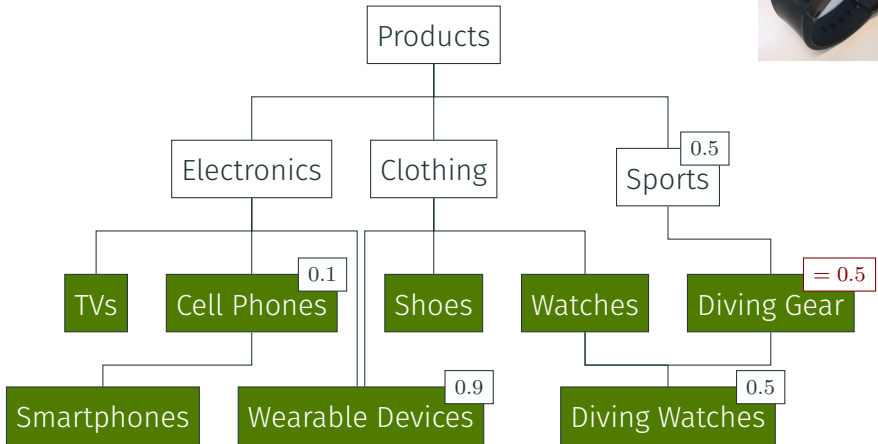 Products
Electronics
Clothing
0.5
Sports
0.1
= 0.5
TVs
Cell Phones
Shoes
Watches
Diving Gear
0.9
0.5
Smartphones
Wearable Devices
Diving Watches